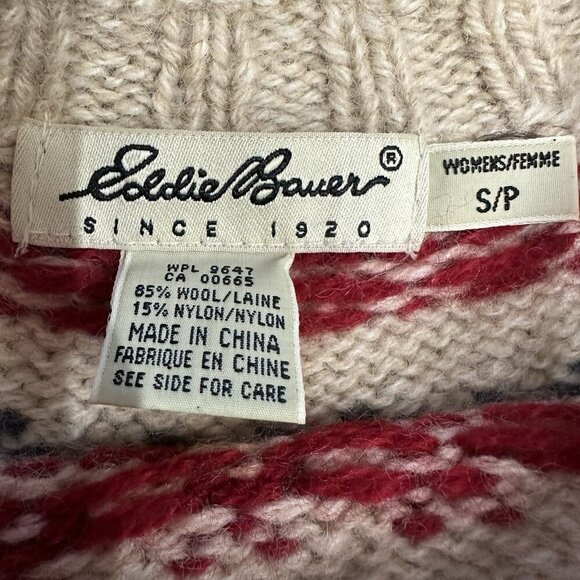 Eddie Bauer®
SINCE 1920
WOMENS/FEMME
S/P
WPL 9647
CA 00665
85% WOOL/LAINE
15% NYLON/NYLON
MADE IN CHINA
FABRIQUE EN CHINE
SEE SIDE FOR CARE